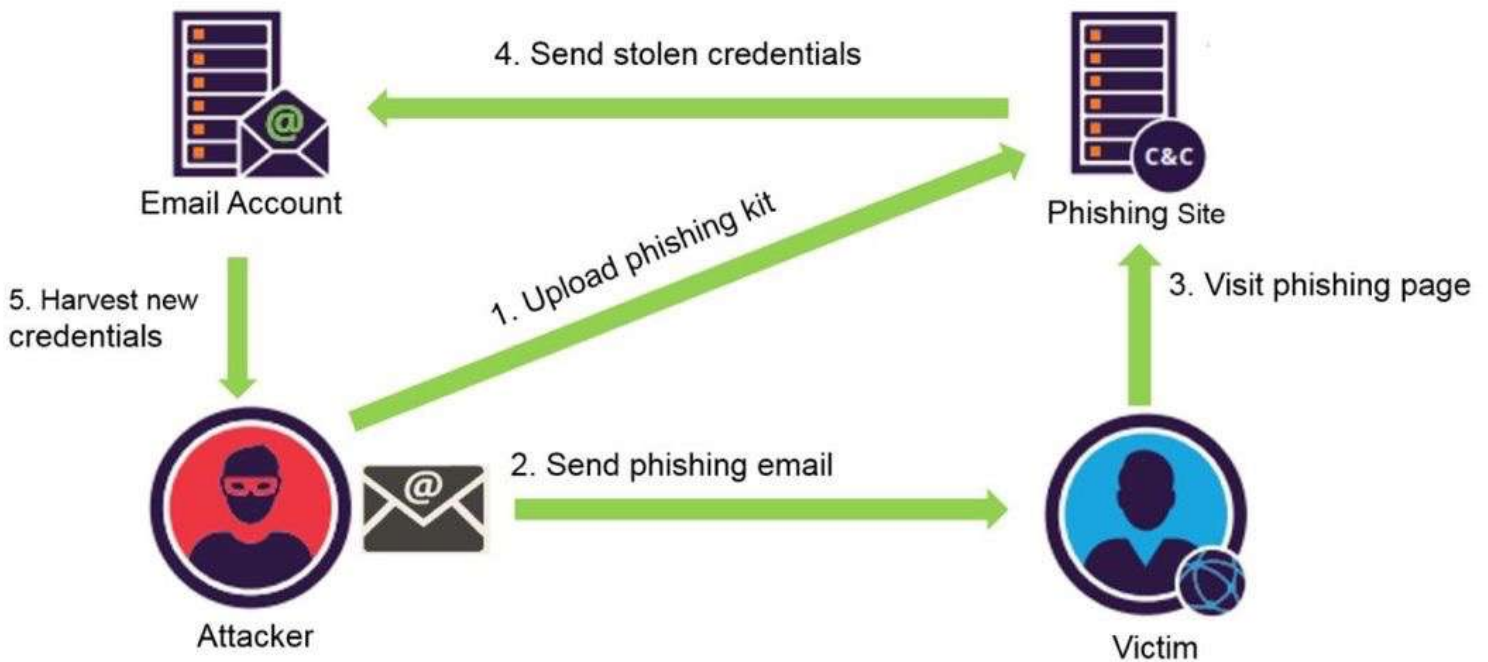 4. Send stolen credentials
@
C&C
Email Account
Phishing Site
1. Upload phishing kit
5. Harvest new
credentials
3. Visit phishing page
2. Send phishing email
@
Attacker
Victim